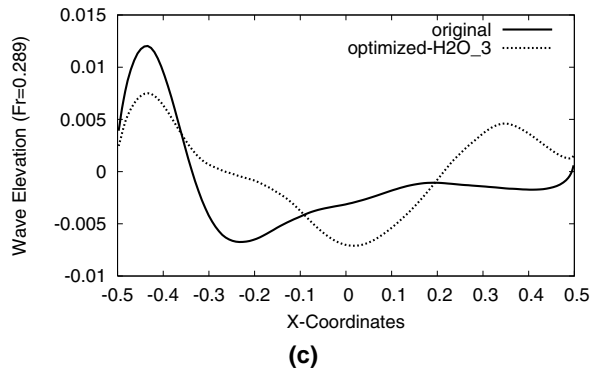 0.015
0.01
0.005
0
-0.005
-0.01
Wave Elevation (Fr=0.289)
original
optimized-H2O_3
-0.5 -0.4 -0.3 -0.2 -0.1 0 0.1 0.2 0.3 0.4 0.5
X-Coordinates
(c)